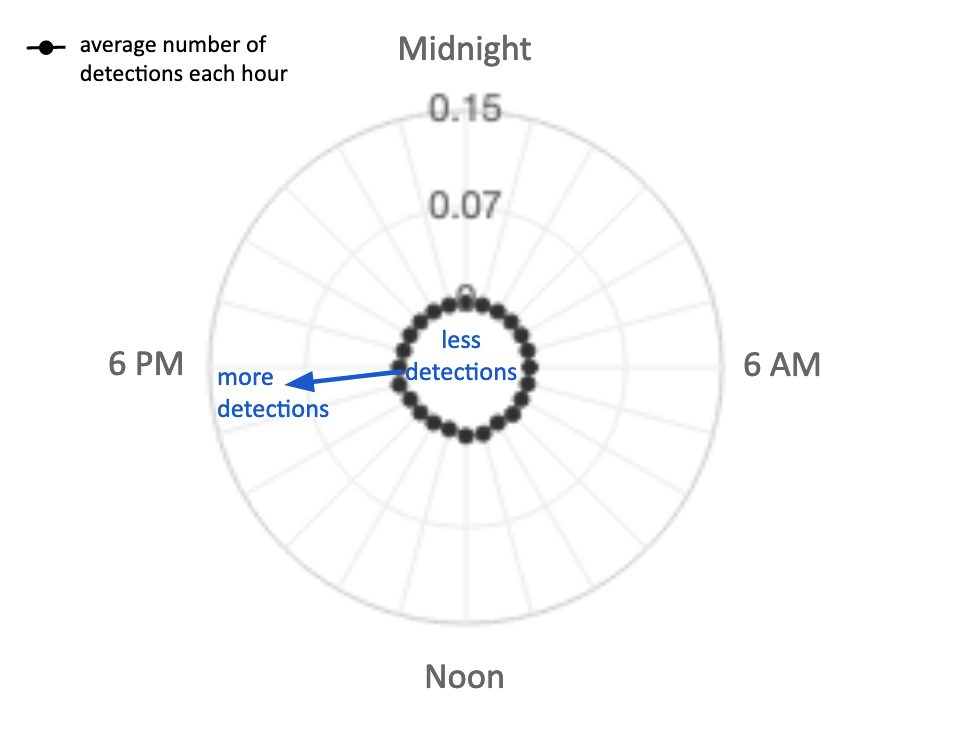 average number of
detections each hour
Midnight
0.15
0.07
0
less
detections
6 PM
6 AM
more
detections
Noon